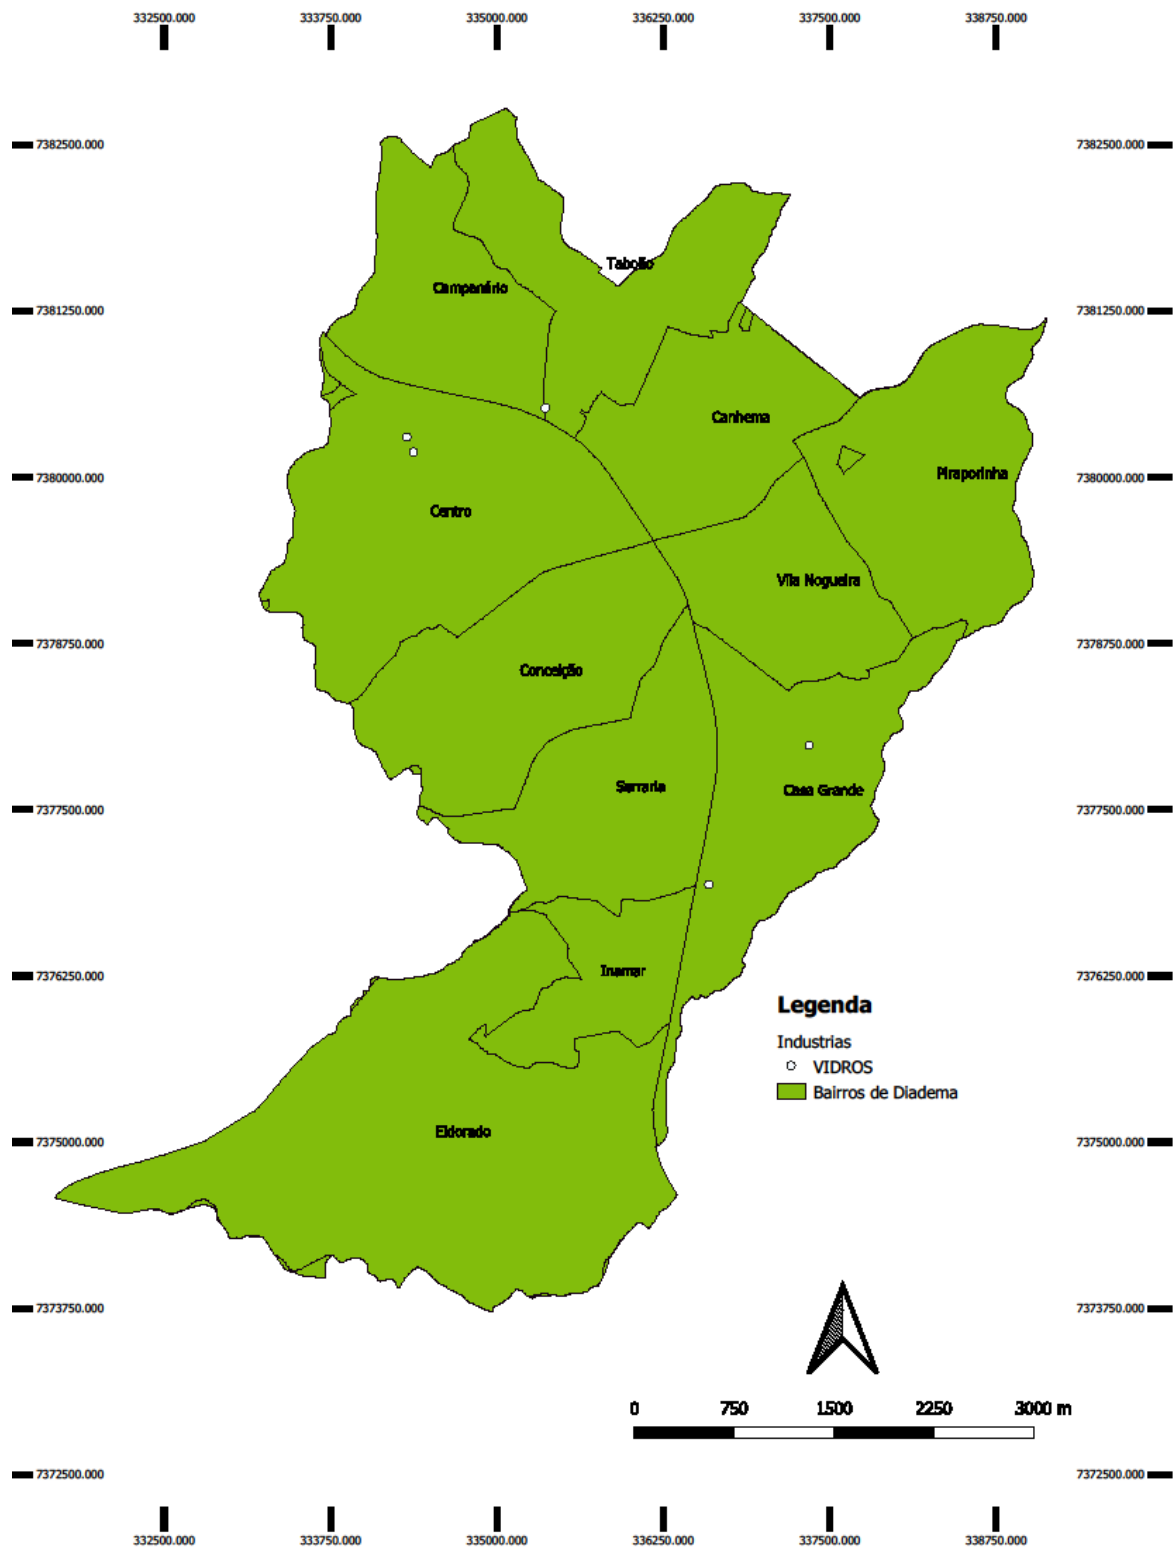 332500.000 333750.000 335000.000 336250.000 337500.000 338750.000
7382500.000 7382500.000
Taboão
Campanário
7381250.000 7381250.000
Canhema
Piraporinha
7380000.000 7380000.000
Centro
Vila Nogueira
7378750.000 7378750.000
Conceição
Serraria
Casa Grande
7377500.000 7377500.000
Inamar
7376250.000 7376250.000
Legenda
Industrias
VIDROS
Bairros de Diadema
Eldorado
7375000.000 7375000.000
7373750.000 7373750.000
0 750 1500 2250 3000 m
7372500.000 7372500.000
332500.000 333750.000 335000.000 336250.000 337500.000 338750.000